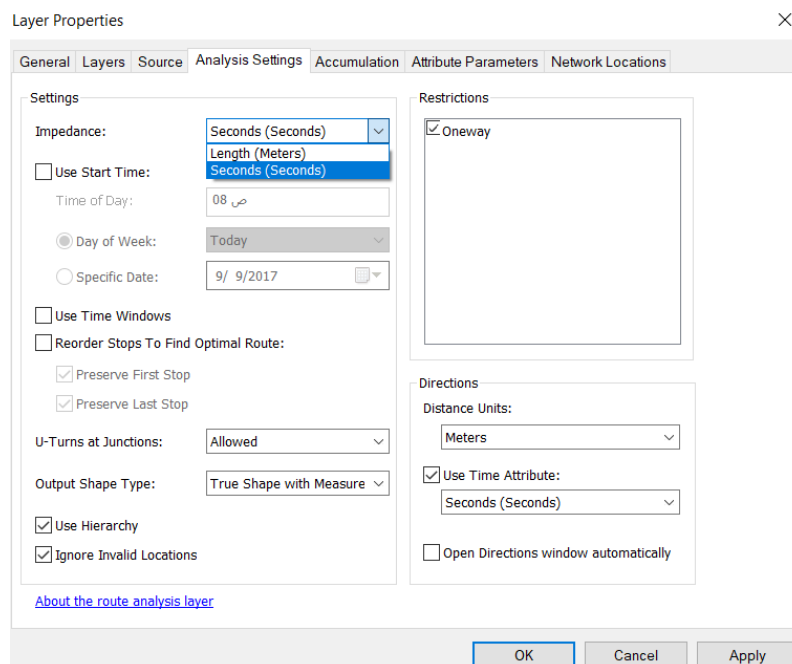 Layer Properties
General Layers Source Analysis Settings Accumulation Attribute Parameters Network Locations
Settings
Impedance: Seconds (Seconds)
Length (Meters)
Seconds (Seconds)
Use Start Time:
Time of Day: 08 ص
Day of Week: Today
Specific Date: 9/ 9/2017
Use Time Windows
Reorder Stops To Find Optimal Route:
Preserve First Stop
Preserve Last Stop
U-Turns at Junctions: Allowed
Output Shape Type: True Shape with Measure
Use Hierarchy
Ignore Invalid Locations
Restrictions
Oneway
Directions
Distance Units:
Meters
Use Time Attribute:
Seconds (Seconds)
Open Directions window automatically
About the route analysis layer
OK Cancel Apply